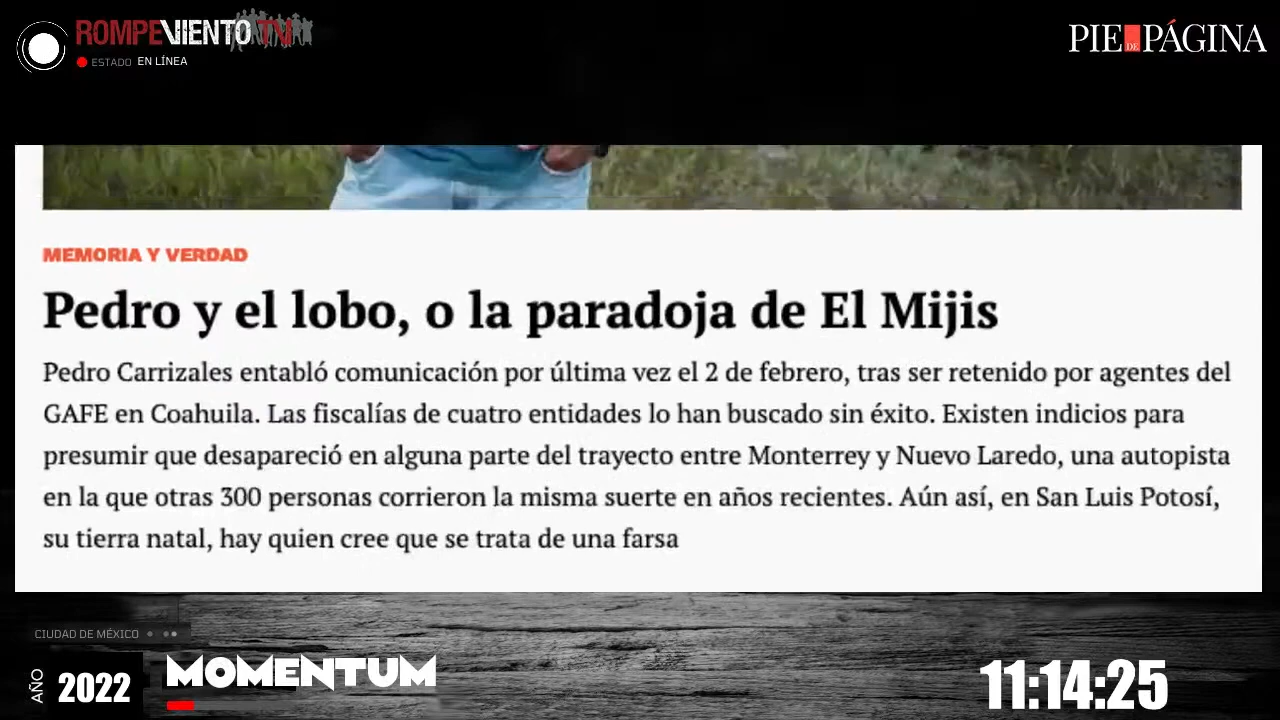 ROMPEVIENTO TV
ESTADO EN LÍNEA
PIE DE PÁGINA
MEMORIA Y VERDAD
Pedro y el lobo, o la paradoja de El Mijis
Pedro Carrizales entabló comunicación por última vez el 2 de febrero, tras ser retenido por agentes del
GAFE en Coahuila. Las fiscalías de cuatro entidades lo han buscado sin éxito. Existen indicios para
presumir que desapareció en alguna parte del trayecto entre Monterrey y Nuevo Laredo, una autopista
en la que otras 300 personas corrieron la misma suerte en años recientes. Aún así, en San Luis Potosí,
su tierra natal, hay quien cree que se trata de una farsa
CIUDAD DE MÉXICO
AÑO 2022
MOMENTUM
11:14:25